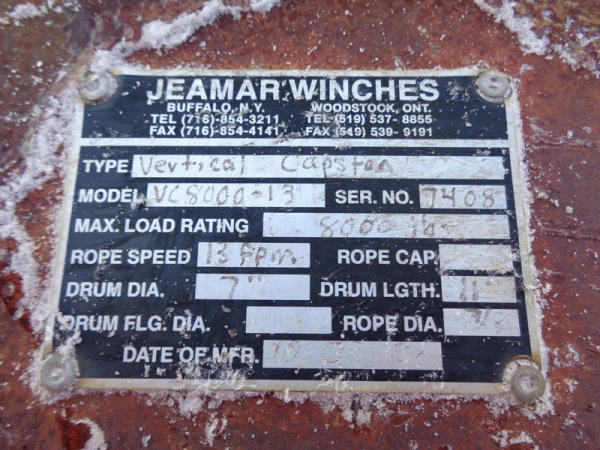 JEAMAR WINCHES
BUFFALO, N.Y. WOODSTOCK, ONT.
TEL (716)-854-3211 TEL (519) 537- 8855
FAX (716)-854-4141 FAX (549) 539- 9191
TYPE Vertical Capstan
MODEL VC8000-13 SER. NO. 7408
MAX. LOAD RATING 8000 lbs
ROPE SPEED 13 fpm ROPE CAP.
DRUM DIA. 7" DRUM LGTH. 11"
DRUM FLG. DIA. ROPE DIA.
DATE OF MFR.